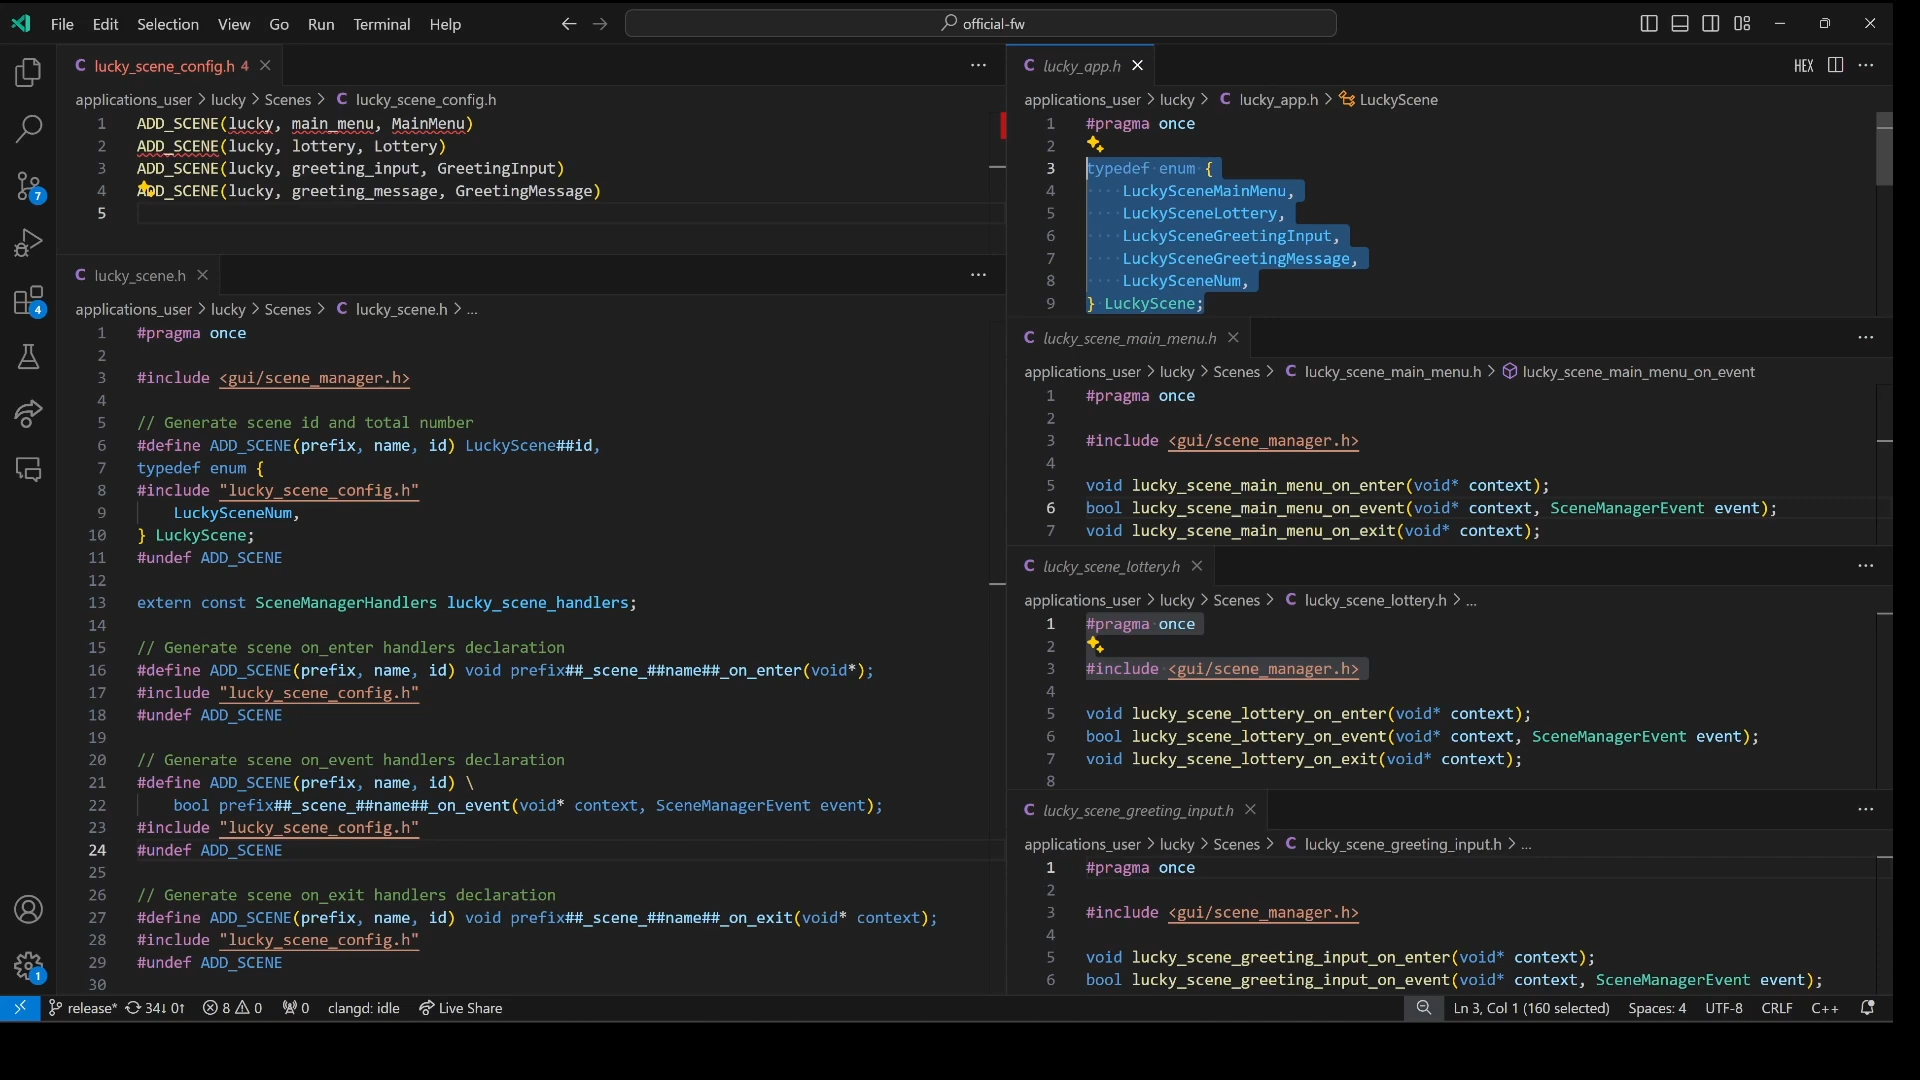 File Edit Selection View Go Run Terminal Help
official-fw
lucky_scene_config.h 4
applications_user > lucky > Scenes > C lucky_scene_config.h
1 ADD_SCENE(lucky, main_menu, MainMenu)
2 ADD_SCENE(lucky, lottery, Lottery)
3 ADD_SCENE(lucky, greeting_input, GreetingInput)
4 ADD_SCENE(lucky, greeting_message, GreetingMessage)
5
C lucky_scene.h
applications_user > lucky > Scenes > C lucky_scene.h > ...
1 #pragma once
2
3 #include <gui/scene_manager.h>
4
5 // Generate scene id and total number
6 #define ADD_SCENE(prefix, name, id) LuckyScene##id,
7 typedef enum {
8 #include "lucky_scene_config.h"
9 LuckySceneNum,
10 } LuckyScene;
11 #undef ADD_SCENE
12
13 extern const SceneManagerHandlers lucky_scene_handlers;
14
15 // Generate scene on_enter handlers declaration
16 #define ADD_SCENE(prefix, name, id) void prefix##_scene_##name##_on_enter(void*);
17 #include "lucky_scene_config.h"
18 #undef ADD_SCENE
19
20 // Generate scene on_event handlers declaration
21 #define ADD_SCENE(prefix, name, id) \
22 bool prefix##_scene_##name##_on_event(void* context, SceneManagerEvent event);
23 #include "lucky_scene_config.h"
24 #undef ADD_SCENE
25
26 // Generate scene on_exit handlers declaration
27 #define ADD_SCENE(prefix, name, id) void prefix##_scene_##name##_on_exit(void* context);
28 #include "lucky_scene_config.h"
29 #undef ADD_SCENE
30
C lucky_app.h
HEX
applications_user > lucky > C lucky_app.h > LuckyScene
1 #pragma once
2
3 typedef enum {
4 LuckySceneMainMenu,
5 LuckySceneLottery,
6 LuckySceneGreetingInput,
7 LuckySceneGreetingMessage,
8 LuckySceneNum,
9 } LuckyScene;
C lucky_scene_main_menu.h
applications_user > lucky > Scenes > C lucky_scene_main_menu.h > lucky_scene_main_menu_on_event
1 #pragma once
2
3 #include <gui/scene_manager.h>
4
5 void lucky_scene_main_menu_on_enter(void* context);
6 bool lucky_scene_main_menu_on_event(void* context, SceneManagerEvent event);
7 void lucky_scene_main_menu_on_exit(void* context);
C lucky_scene_lottery.h
applications_user > lucky > Scenes > C lucky_scene_lottery.h > ...
1 #pragma once
2
3 #include <gui/scene_manager.h>
4
5 void lucky_scene_lottery_on_enter(void* context);
6 bool lucky_scene_lottery_on_event(void* context, SceneManagerEvent event);
7 void lucky_scene_lottery_on_exit(void* context);
8
C lucky_scene_greeting_input.h
applications_user > lucky > Scenes > C lucky_scene_greeting_input.h > ...
1 #pragma once
2
3 #include <gui/scene_manager.h>
4
5 void lucky_scene_greeting_input_on_enter(void* context);
6 bool lucky_scene_greeting_input_on_event(void* context, SceneManagerEvent event);
7
4
1
release* 34↓ 0↑ 8 0 0 clangd: idle Live Share
Ln 3, Col 1 (160 selected) Spaces: 4 UTF-8 CRLF C++